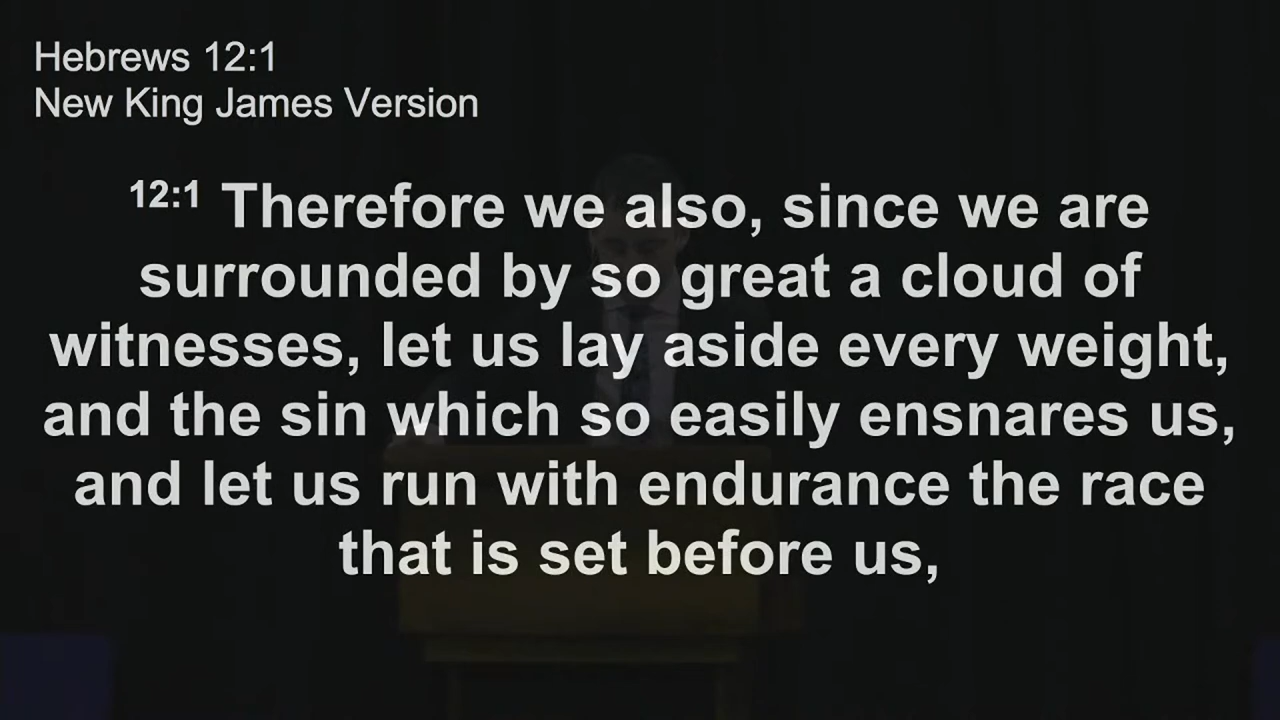 Hebrews 12:1
New King James Version
12:1 Therefore we also, since we are
surrounded by so great a cloud of
witnesses, let us lay aside every weight,
and the sin which so easily ensnares us,
and let us run with endurance the race
that is set before us,